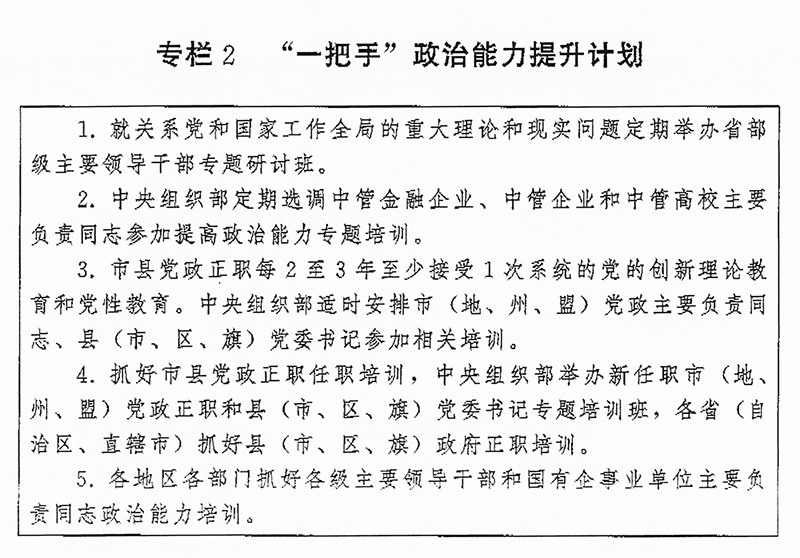 专栏2 “一把手”政治能力提升计划
1. 就关系党和国家工作全局的重大理论和现实问题定期举办省部
级主要领导干部专题研讨班。
2. 中央组织部定期选调中管金融企业、中管企业和中管高校主要
负责同志参加提高政治能力专题培训。
3. 市县党政正职每2至3年至少接受1次系统的党的创新理论教
育和党性教育。中央组织部适时安排市（地、州、盟）党政主要负责同
志、县（市、区、旗）党委书记参加相关培训。
4. 抓好市县党政正职任职培训，中央组织部举办新任职市（地、
州、盟）党政正职和县（市、区、旗）党委书记专题培训班，各省（自
治区、直辖市）抓好县（市、区、旗）政府正职培训。
5. 各地区各部门抓好各级主要领导干部和国有企事业单位主要负
责同志政治能力培训。